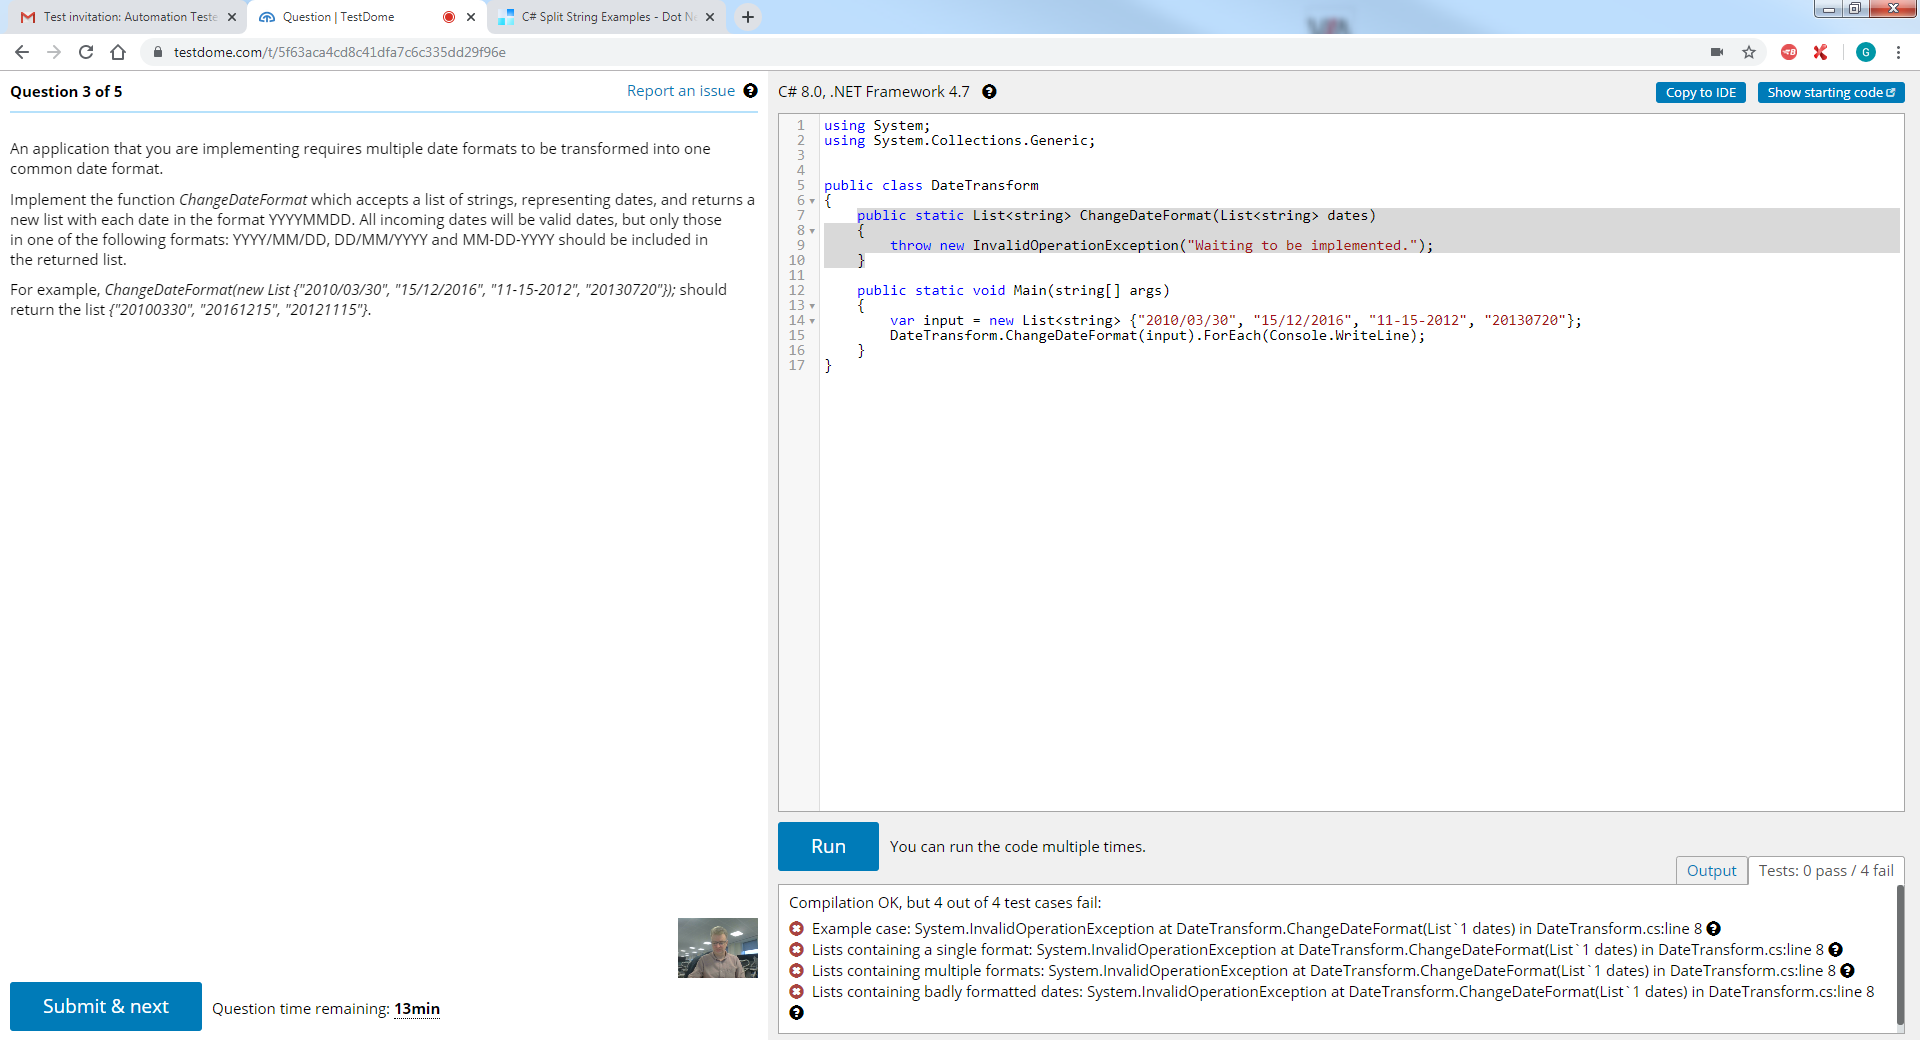 Test invitation: Automation Teste
Question | TestDome
C# Split String Examples - Dot N
testdome.com/t/5f63aca4cd8c41dfa7c6c335dd29f96e
G
Question 3 of 5
Report an issue
An application that you are implementing requires multiple date formats to be transformed into one
common date format.
Implement the function ChangeDateFormat which accepts a list of strings, representing dates, and returns a
new list with each date in the format YYYYMMDD. All incoming dates will be valid dates, but only those
in one of the following formats: YYYY/MM/DD, DD/MM/YYYY and MM-DD-YYYY should be included in
the returned list.
For example, ChangeDateFormat(new List {"2010/03/30", "15/12/2016", "11-15-2012", "20130720"}); should
return the list {"20100330", "20161215", "20121115"}.
Submit & next
Question time remaining: 13min
C# 8.0, .NET Framework 4.7
Copy to IDE
Show starting code
1 using System;
2 using System.Collections.Generic;
3
4
5 public class DateTransform
6 {
7 public static List<string> ChangeDateFormat(List<string> dates)
8 {
9 throw new InvalidOperationException("Waiting to be implemented.");
10 }
11
12 public static void Main(string[] args)
13 {
14 var input = new List<string> {"2010/03/30", "15/12/2016", "11-15-2012", "20130720"};
15 DateTransform.ChangeDateFormat(input).ForEach(Console.WriteLine);
16 }
17 }
Run
You can run the code multiple times.
Output
Tests: 0 pass / 4 fail
Compilation OK, but 4 out of 4 test cases fail:
Example case: System.InvalidOperationException at DateTransform.ChangeDateFormat(List`1 dates) in DateTransform.cs:line 8
Lists containing a single format: System.InvalidOperationException at DateTransform.ChangeDateFormat(List`1 dates) in DateTransform.cs:line 8
Lists containing multiple formats: System.InvalidOperationException at DateTransform.ChangeDateFormat(List`1 dates) in DateTransform.cs:line 8
Lists containing badly formatted dates: System.InvalidOperationException at DateTransform.ChangeDateFormat(List`1 dates) in DateTransform.cs:line 8